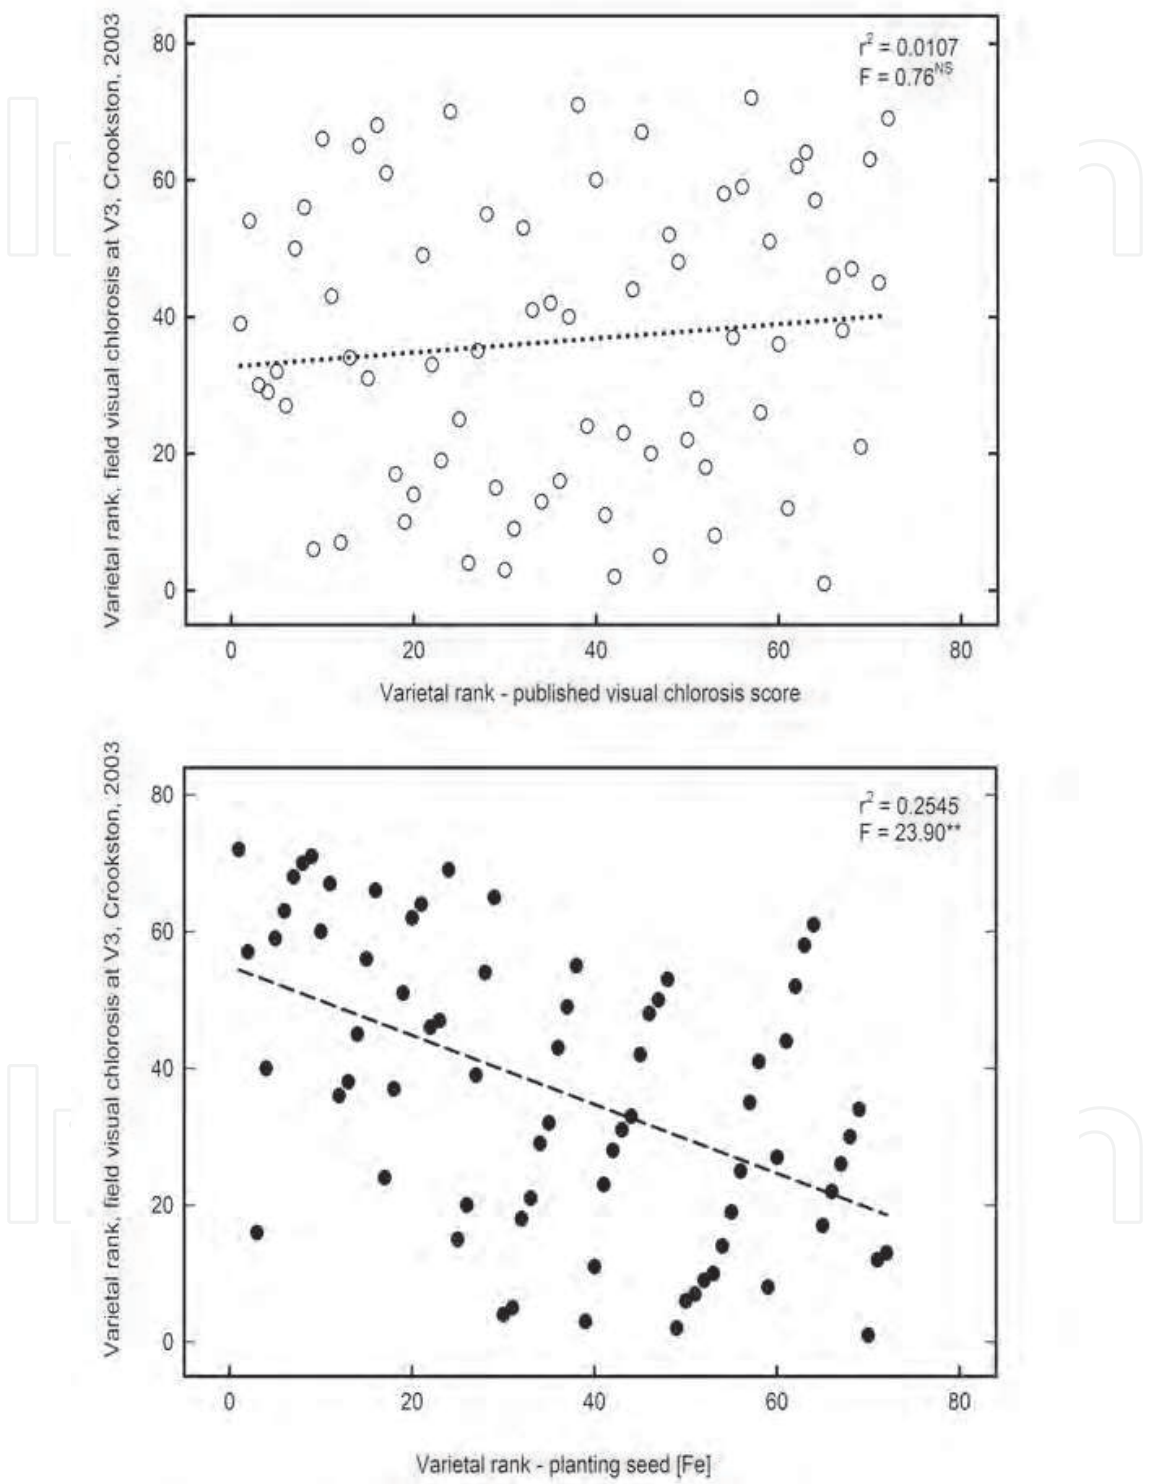 Varietal rank, field visual chlorosis at V3, Crookston, 2003
80
60
40
20
0
r² = 0.0107
F = 0.76ᴺˢ
0 20 40 60 80
Varietal rank - published visual chlorosis score
Varietal rank, field visual chlorosis at V3, Crookston, 2003
80
60
40
20
0
r² = 0.2545
F = 23.90**
0 20 40 60 80
Varietal rank - planting seed [Fe]